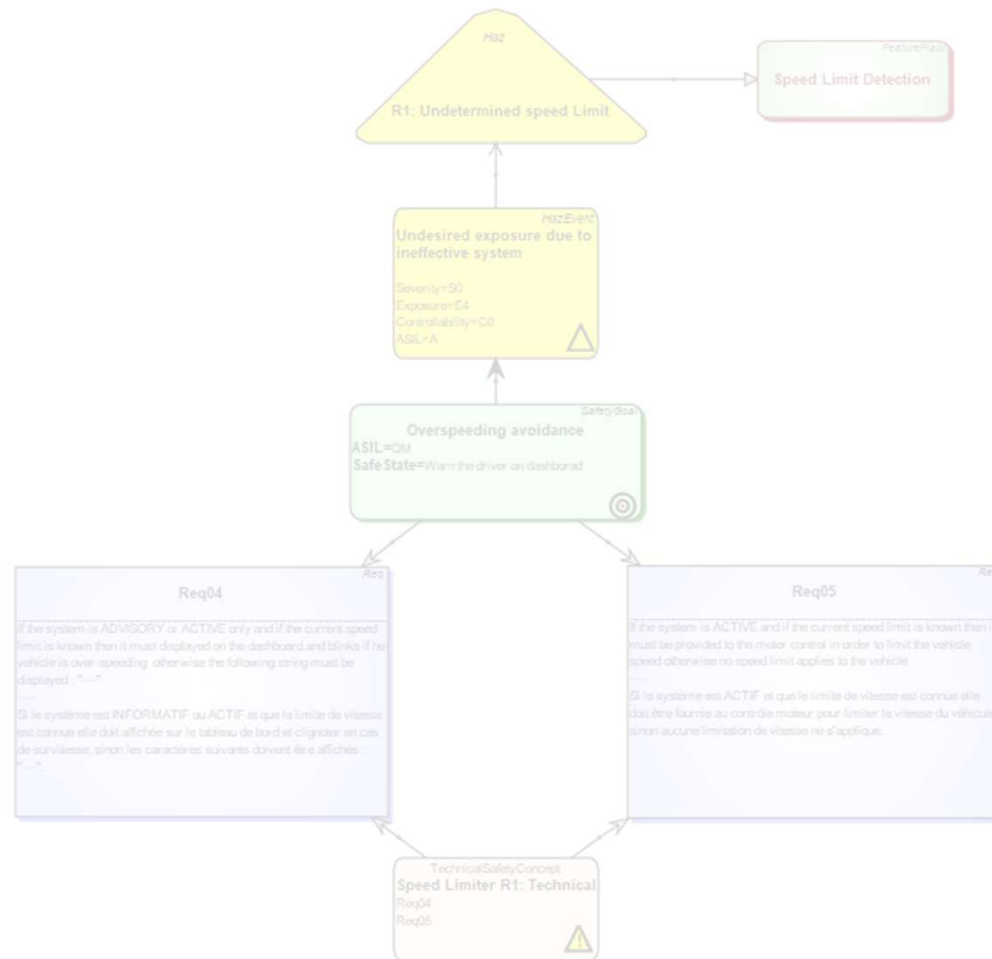 Haz
R1: Undetermined speed Limit
FeatureFlaw
Speed Limit Detection
HazEvent
Undesired exposure due to
ineffective system
Severity=S0
Exposure=E4
Controllability=C0
ASIL=A
SafetyGoal
Overspeeding avoidance
ASIL=QM
SafeState=Warn the driver on dashborad
Req
Req04
If the system is ADVISORY or ACTIVE only and if the current speed
limit is known then it must displayed on the dashboard and blinks if he
vehicle is over-speeding otherwise the following string must be
displayed : "---"
----
Si le système est INFORMATIF ou ACTIF et que la limite de vitesse
est connue elle doit affichée sur le tableau de bord et clignoter en cas
de survitesse, sinon les caractères suivants doivent être affichés :
"---".
Re
Req05
If the system is ACTIVE and if the current speed limit is known then i
must be provided to the motor control in order to limit the vehicle
speed otherwise no speed limit applies to the vehicle
----
Si le système est ACTIF et que le limite de vitesse est connue elle
doit être fournie au contrôle moteur pour limiter la vitesse du véhicule
sinon aucune limitation de vitesse ne s'applique.
TechnicalSafetyConcept
Speed Limiter R1: Technical
Req04
Req05